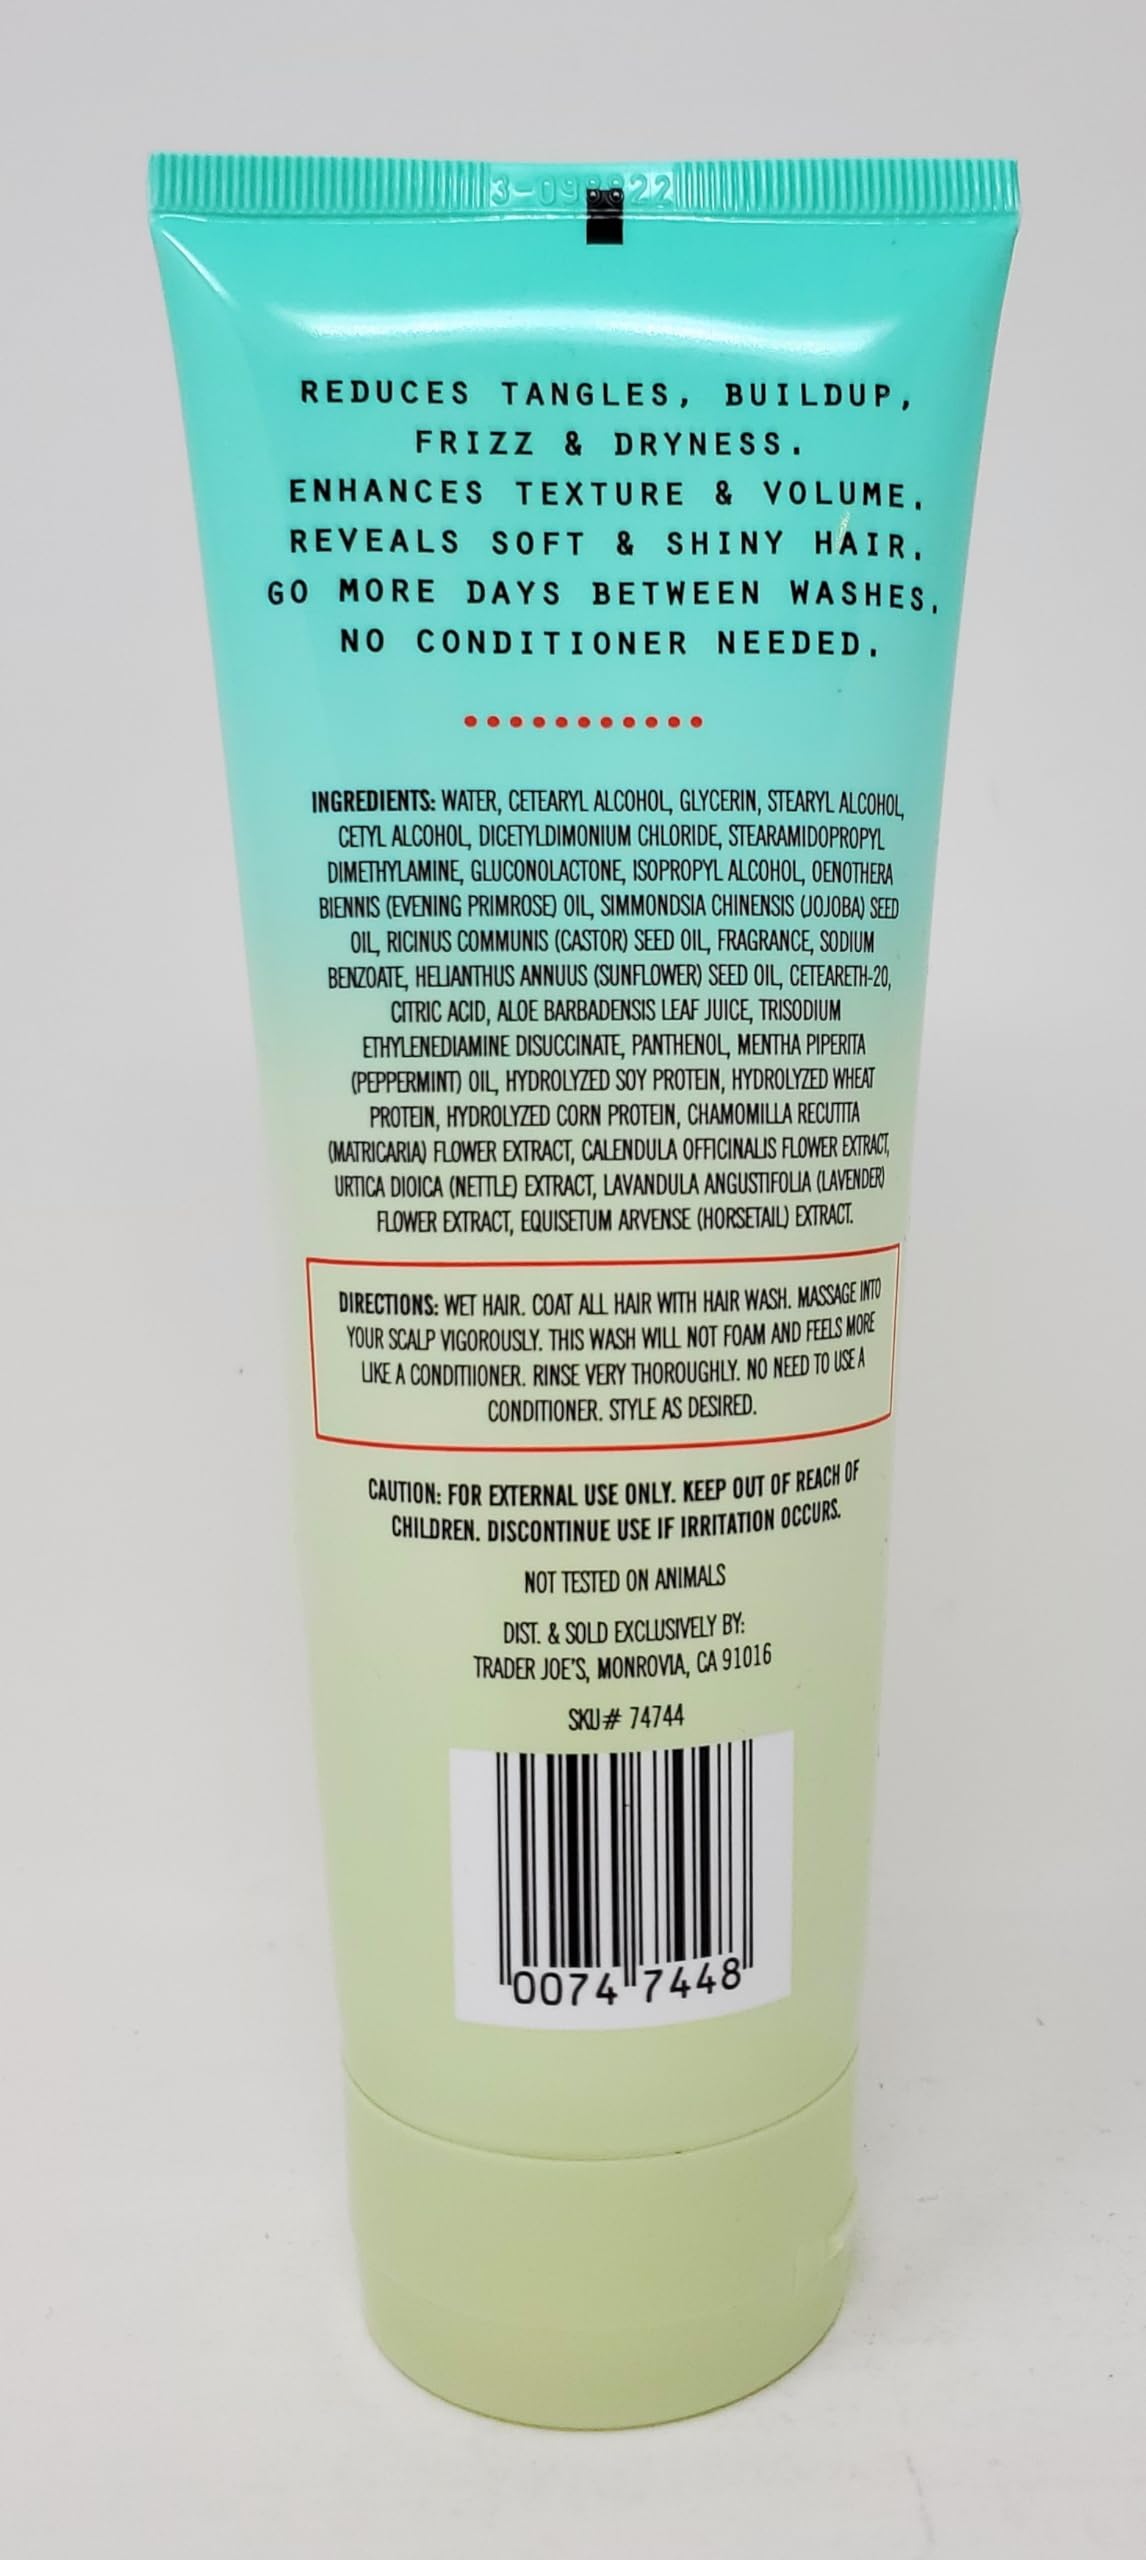 REDUCES TANGLES, BUILDUP,
FRIZZ & DRYNESS.
ENHANCES TEXTURE & VOLUME.
REVEALS SOFT & SHINY HAIR.
GO MORE DAYS BETWEEN WASHES.
NO CONDITIONER NEEDED.
INGREDIENTS: WATER, CETEARYL ALCOHOL, GLYCERIN, STEARYL ALCOHOL,
CETYL ALCOHOL, DICETYLDIMONIUM CHLORIDE, STEARAMIDOPROPYL
DIMETHYLAMINE, GLUCONOLACTONE, ISOPROPYL ALCOHOL, OENOTHERA
BIENNIS (EVENING PRIMROSE) OIL, SIMMONDSIA CHINENSIS (JOJOBA) SEED
OIL, RICINUS COMMUNIS (CASTOR) SEED OIL, FRAGRANCE, SODIUM
BENZOATE, HELIANTHUS ANNUUS (SUNFLOWER) SEED OIL, CETEARETH-20,
CITRIC ACID, ALOE BARBADENSIS LEAF JUICE, TRISODIUM
ETHYLENEDIAMINE DISUCCINATE, PANTHENOL, MENTHA PIPERITA
(PEPPERMINT) OIL, HYDROLYZED SOY PROTEIN, HYDROLYZED WHEAT
PROTEIN, HYDROLYZED CORN PROTEIN, CHAMOMILLA RECUTITA
(MATRICARIA) FLOWER EXTRACT, CALENDULA OFFICINALIS FLOWER EXTRACT,
URTICA DIOICA (NETTLE) EXTRACT, LAVANDULA ANGUSTIFOLIA (LAVENDER)
FLOWER EXTRACT, EQUISETUM ARVENSE (HORSETAIL) EXTRACT.
DIRECTIONS: WET HAIR. COAT ALL HAIR WITH HAIR WASH. MASSAGE INTO
YOUR SCALP VIGOROUSLY. THIS WASH WILL NOT FOAM AND FEELS MORE
LIKE A CONDITIIONER. RINSE VERY THOROUGHLY. NO NEED TO USE A
CONDITIONER. STYLE AS DESIRED.
CAUTION: FOR EXTERNAL USE ONLY. KEEP OUT OF REACH OF
CHILDREN. DISCONTINUE USE IF IRRITATION OCCURS.
NOT TESTED ON ANIMALS
DIST. & SOLD EXCLUSIVELY BY:
TRADER JOE'S, MONROVIA, CA 91016
SKU# 74744
0074 7448